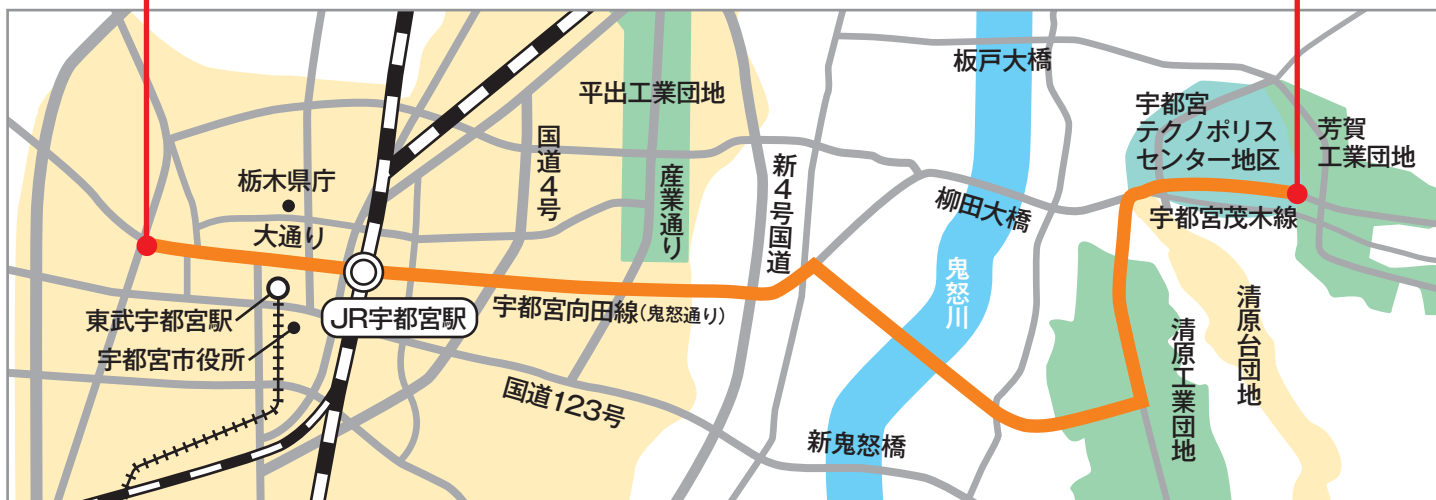 板戸大橋
平出工業団地
宇都宮
テクノポリス
センター地区
芳賀
工業団地
国道4号
栃木県庁
大通り
産業通り
新4号国道
柳田大橋
宇都宮茂木線
鬼怒川
東武宇都宮駅
JR宇都宮駅
宇都宮向田線(鬼怒通り)
宇都宮市役所
清原台団地
清原工業団地
国道123号
新鬼怒橋